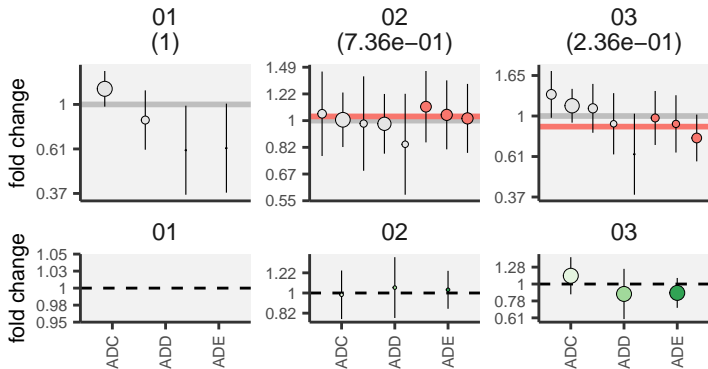 01
(1)
02
(7.36e−01)
03
(2.36e−01)
fold change
1
0.61
0.37
1.49
1.22
1
0.82
0.67
0.55
1.65
1
0.61
0.37
01
02
03
fold change
1.05
1.03
1
0.98
0.95
1.22
1
0.82
1.28
1
0.78
0.61
ADC
ADD
ADE
ADC
ADD
ADE
ADC
ADD
ADE